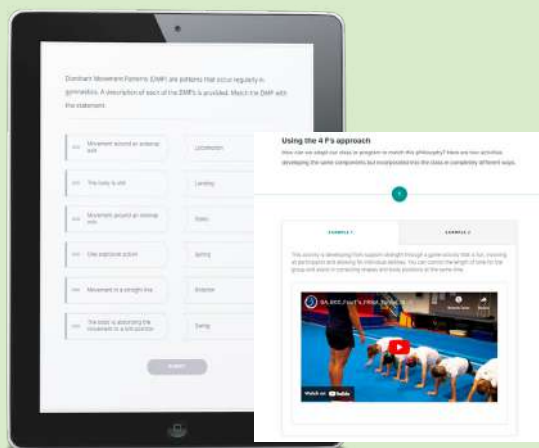 Dominant Movement Patterns (DMP) are patterns that occur regularly in
gymnastics. A description of each of the DMP's is provided. Match the DMP with
the statement.
Movement around an external
axis
Locomotion
The body is still
Landing
Movement around an internal
axis
Static
One explosive action
Spring
Movement in a straight line
Rotation
The body is absorbing the
movement to a still position
Swing
SUBMIT
Using the 4 F's approach
How can we adapt our class or program to match this philosophy? Here are two activities
developing the same components but incorporated into the class in completely different ways.
EXAMPLE 1
EXAMPLE 2
This activity is developing front support strength through a game activity that is fun, involving
all participants and allowing for individual abilities. You can control the length of time for the
group and assist in correcting shapes and body positions at the same time.
Watch on YouTube